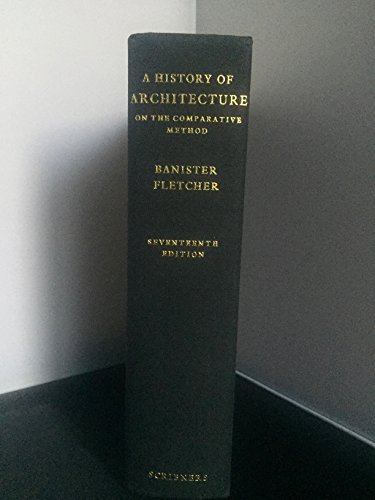 A HISTORY OF
ARCHITECTURE
ON THE COMPARATIVE
METHOD
BANISTER
FLETCHER
SEVENTEENTH
EDITION
SCRIBNERS